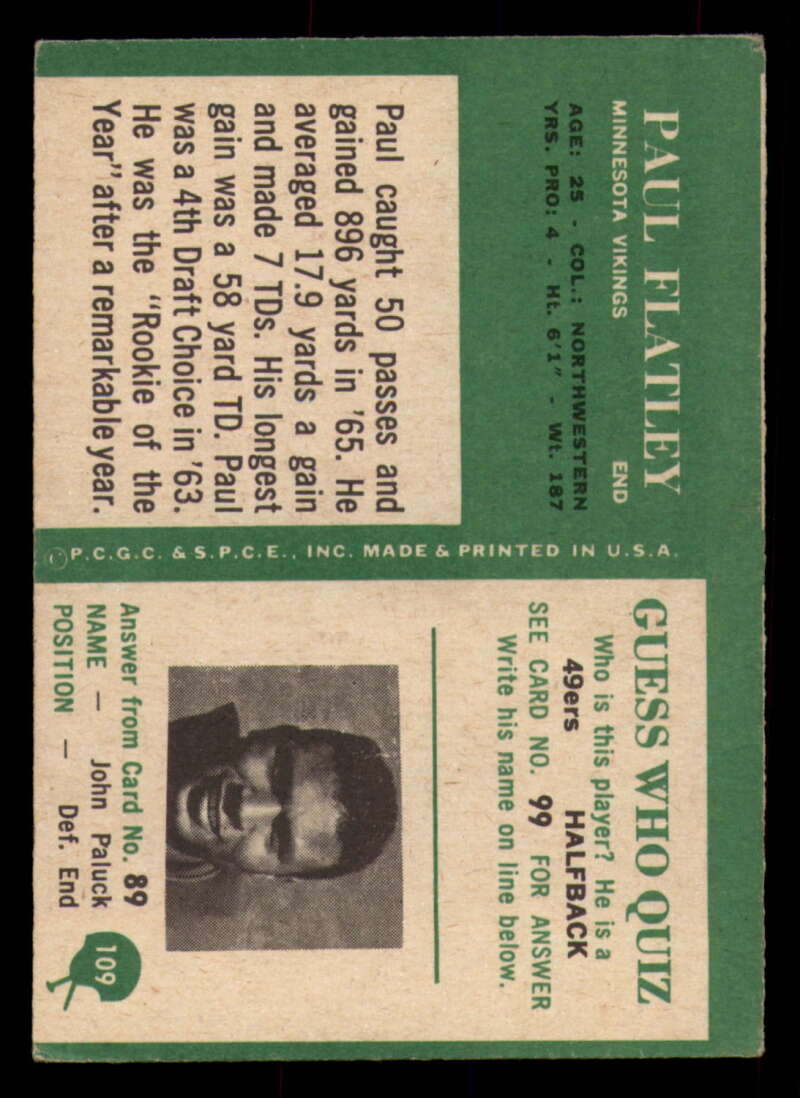 PAUL FLATLEY
MINNESOTA VIKINGS END
AGE: 25 - COL.: NORTHWESTERN
YRS. PRO: 4 - Ht. 6'1" - Wt. 187
Paul caught 50 passes and
gained 896 yards in '65. He
averaged 17.9 yards a gain
and made 7 TDs. His longest
gain was a 58 yard TD. Paul
was a 4th Draft Choice in '63.
He was the "Rookie of the
Year" after a remarkable year.
©P.C.G.C. & S.P.C.E., INC. MADE & PRINTED IN U.S.A.
GUESS WHO QUIZ
Who is this player? He is a
49ers HALFBACK
SEE CARD NO. 99 FOR ANSWER
Write his name on line below.
Answer from Card No. 89
NAME — John Paluck
POSITION — Def. End
109